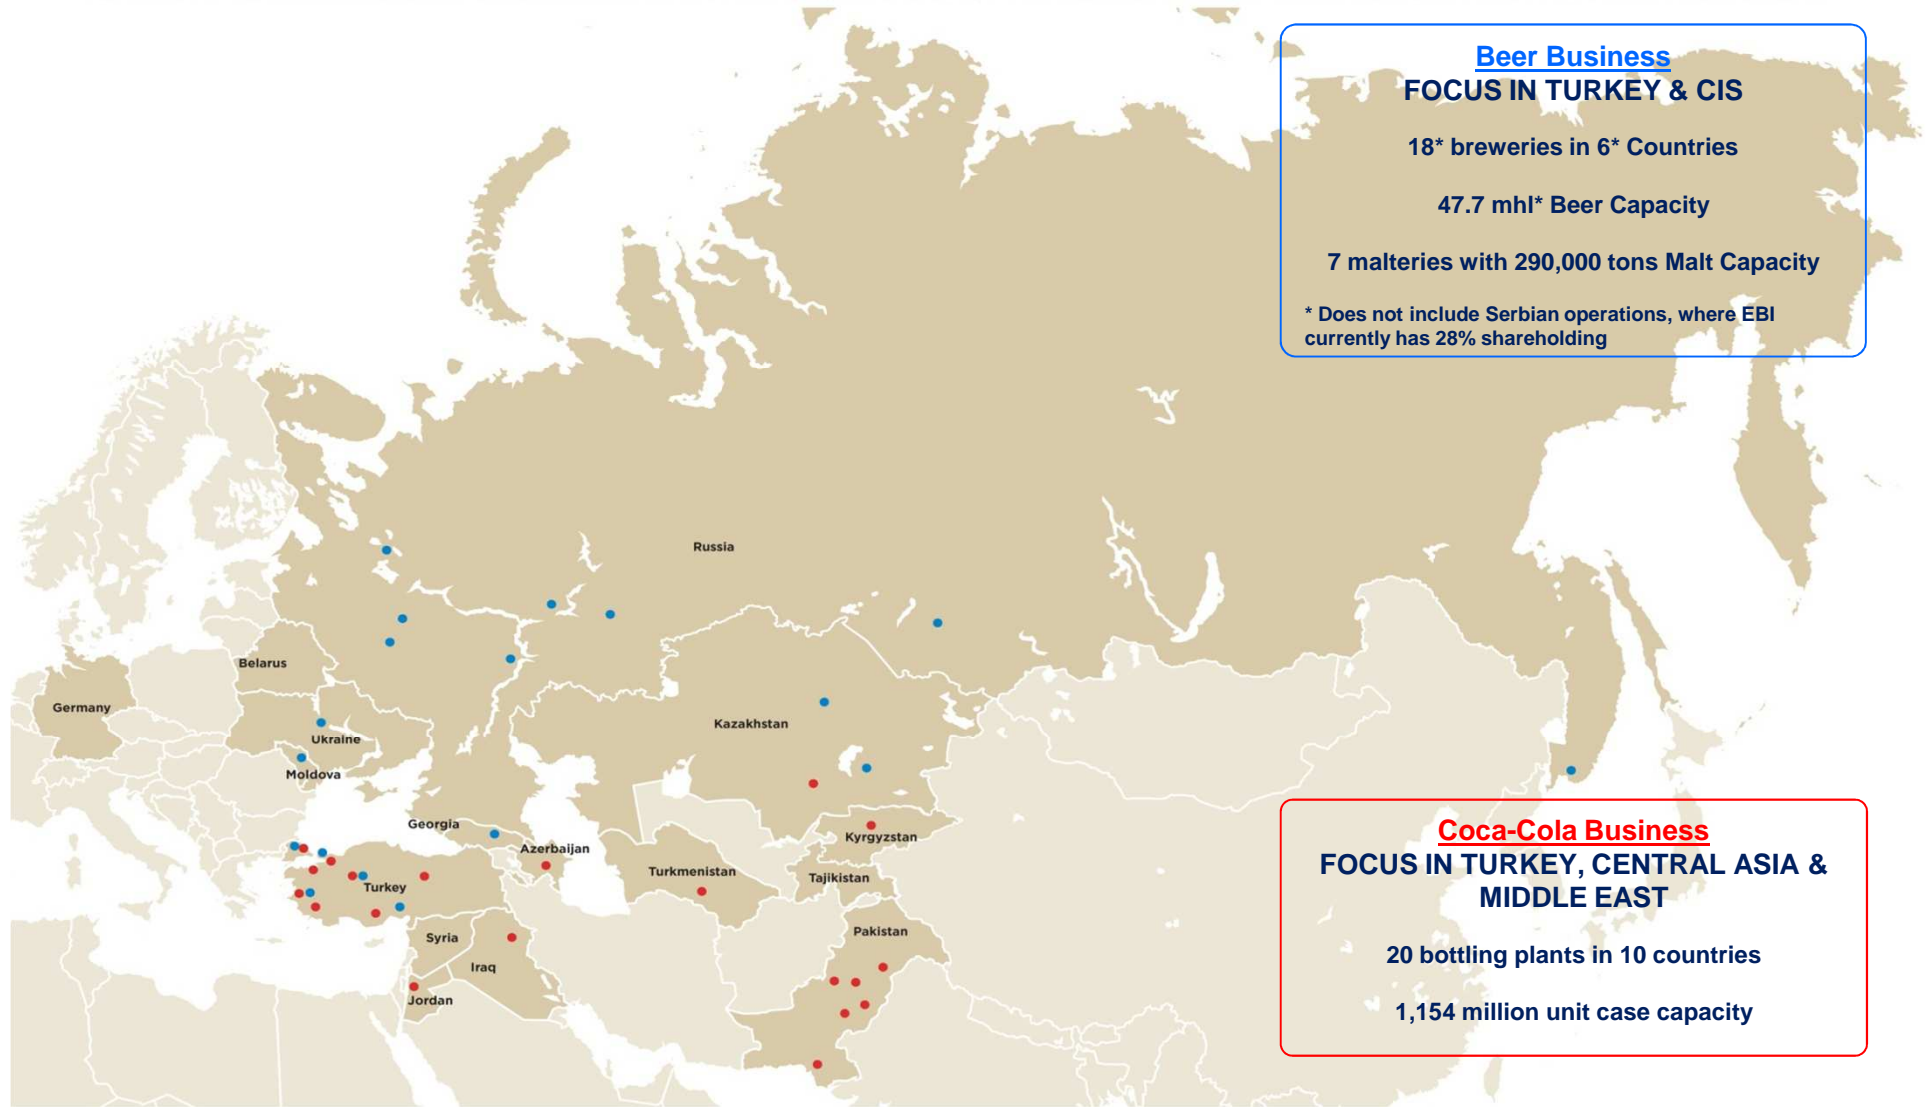 Beer Business
FOCUS IN TURKEY & CIS
18* breweries in 6* Countries
47.7 mhl* Beer Capacity
7 malteries with 290,000 tons Malt Capacity
* Does not include Serbian operations, where EBI
currently has 28% shareholding
Russia
Belarus
Germany
Kazakhstan
Ukraine
Moldova
Georgia
Azerbaijan
Kyrgyzstan
Turkmenistan
Tajikistan
Turkey
Pakistan
Syria
Iraq
Jordan
Coca-Cola Business
FOCUS IN TURKEY, CENTRAL ASIA &
MIDDLE EAST
20 bottling plants in 10 countries
1,154 million unit case capacity